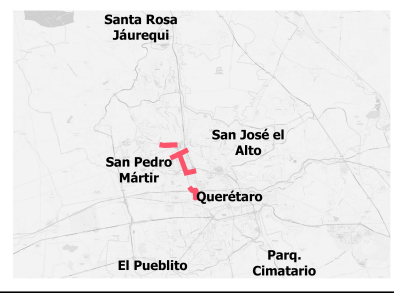 Santa Rosa
Jáurequi
San José el
Alto
San Pedro
Mártir
Querétaro
El Pueblito
Parq.
Cimatario